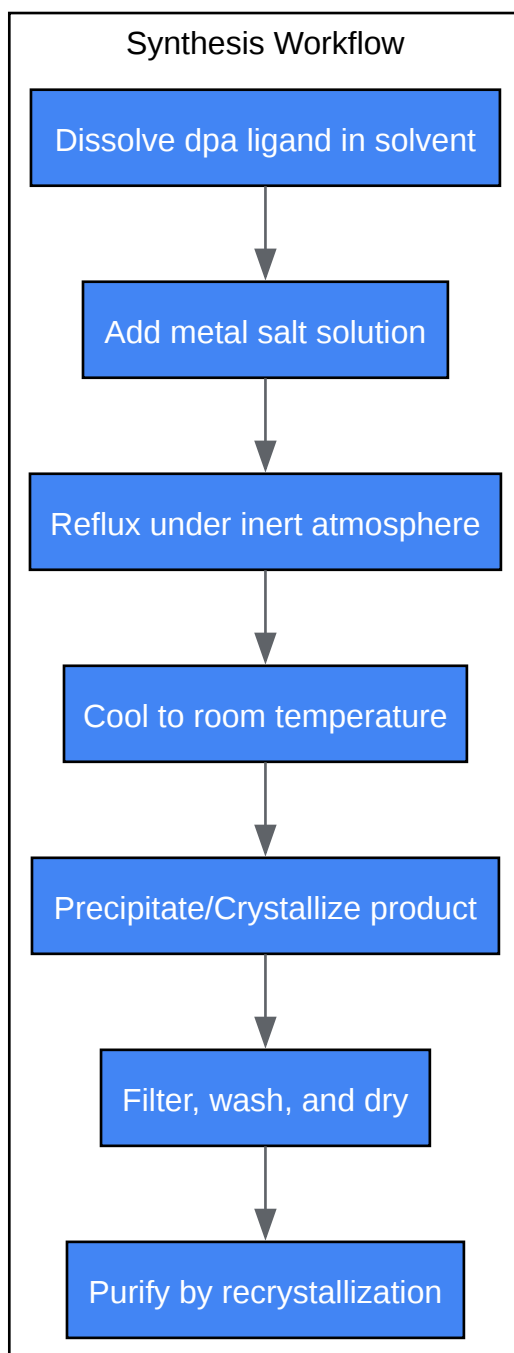 Synthesis Workflow
Dissolve dpa ligand in solvent
Add metal salt solution
Reflux under inert atmosphere
Cool to room temperature
Precipitate/Crystallize product
Filter, wash, and dry
Purify by recrystallization